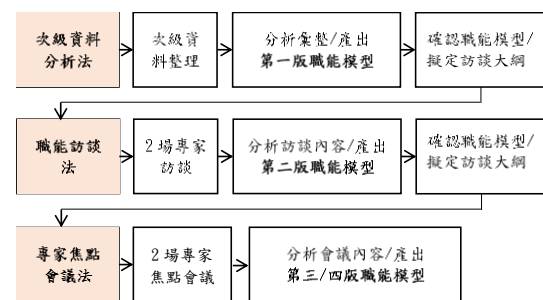 次級資料
分析法
次級資
料整理
分析彙整/產出
第一版職能模型
確認職能模型/
擬定訪談大綱
職能訪談
法
2 場專家
訪談
分析訪談內容/產出
第二版職能模型
確認職能模型/
擬定訪談大綱
專家焦點
會議法
2 場專家
焦點會議
分析會議內容/產出
第三/四版職能模型